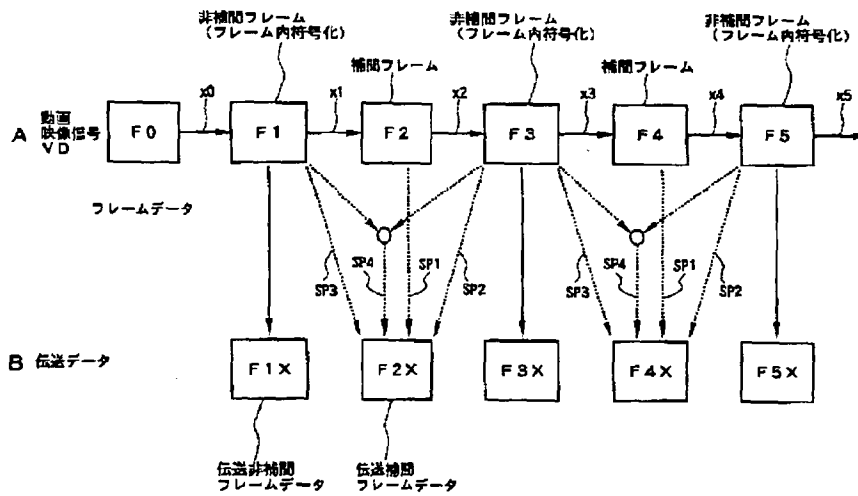 非補間フレーム
(フレーム内符号化)
非補間フレーム
(フレーム内符号化)
非補間フレーム
(フレーム内符号化)
補間フレーム
補間フレーム
x0
x1
x2
x3
x4
x5
A
動画
映像信号
VD
F0
F1
F2
F3
F4
F5
フレームデータ
SP3
SP4
SP1
SP2
SP3
SP4
SP1
SP2
B 伝送データ
F1X
F2X
F3X
F4X
F5X
伝送非補間
フレームデータ
伝送補間
フレームデータ